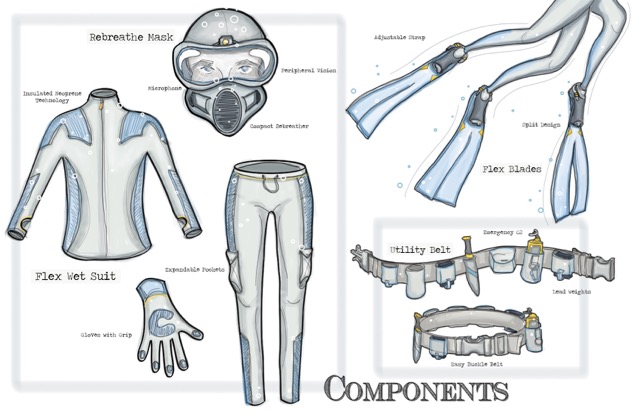 Rebreathe Mask
Adjustable Strap
Peripheral Vision
Microphone
Insulated Neoprene
Technology
Compact Debreather
Split Design
Flex Blades
Emergency O2
Utility Belt
Flex Wet Suit
Expandable Pockets
Lead Weights
Gloves with Grip
Easy Buckle Belt
COMPONENTS